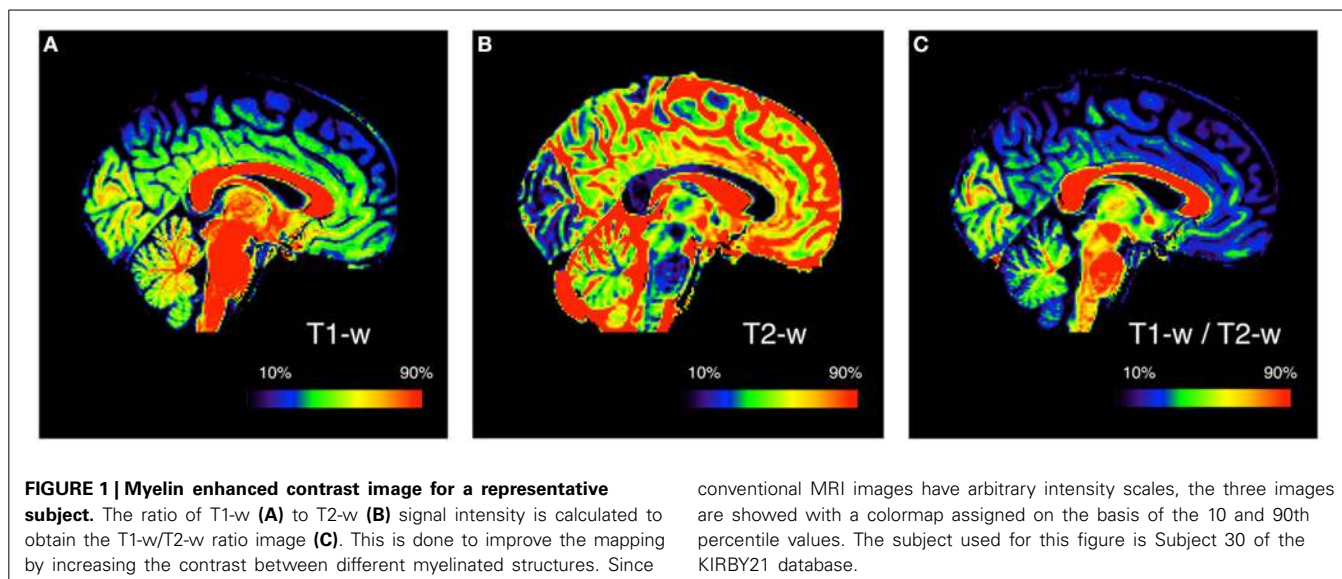 A
B
C
T1-w
T2-w
T1-w / T2-w
10%
90%
10%
90%
10%
90%
FIGURE 1 | Myelin enhanced contrast image for a representative
subject. The ratio of T1-w (A) to T2-w (B) signal intensity is calculated to
obtain the T1-w/T2-w ratio image (C). This is done to improve the mapping
by increasing the contrast between different myelinated structures. Since
conventional MRI images have arbitrary intensity scales, the three images
are showed with a colormap assigned on the basis of the 10 and 90th
percentile values. The subject used for this figure is Subject 30 of the
KIRBY21 database.